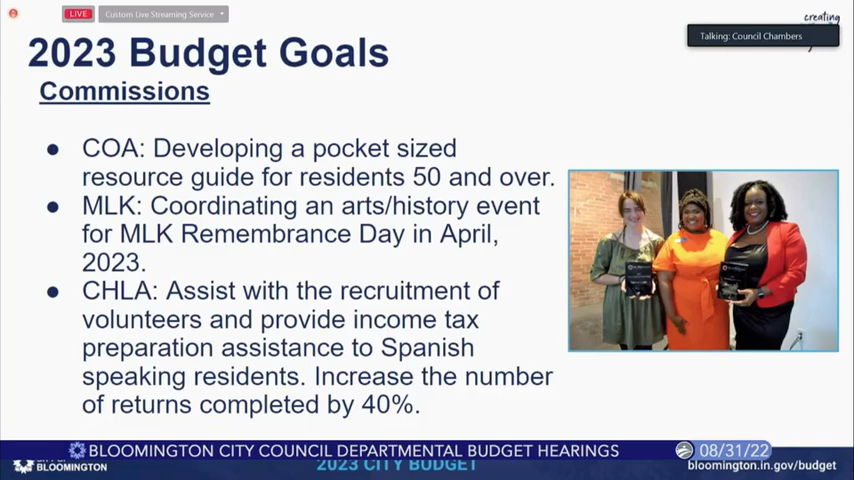 LIVE
Custom Live Streaming Service
creating
Talking: Council Chambers
2023 Budget Goals
Commissions
● COA: Developing a pocket sized
resource guide for residents 50 and over.
● MLK: Coordinating an arts/history event
for MLK Remembrance Day in April,
2023.
● CHLA: Assist with the recruitment of
volunteers and provide income tax
preparation assistance to Spanish
speaking residents. Increase the number
of returns completed by 40%.
BLOOMINGTON CITY COUNCIL DEPARTMENTAL BUDGET HEARINGS
08/31/22
BLOOMINGTON
2023 CITY BUDGET
bloomington.in.gov/budget